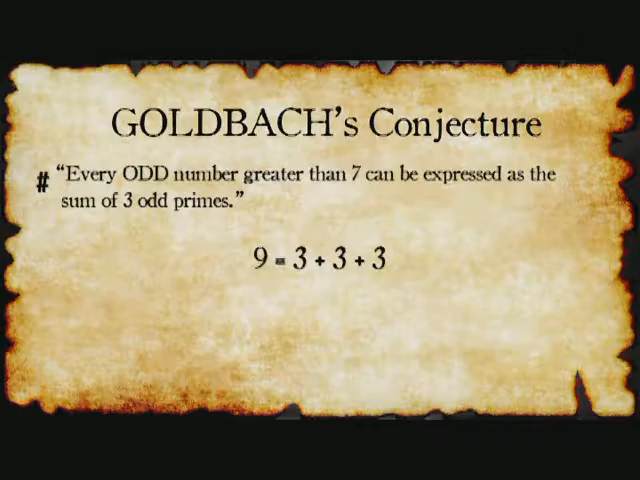 GOLDBACH's Conjecture
# "Every ODD number greater than 7 can be expressed as the
sum of 3 odd primes."
9 = 3 + 3 + 3